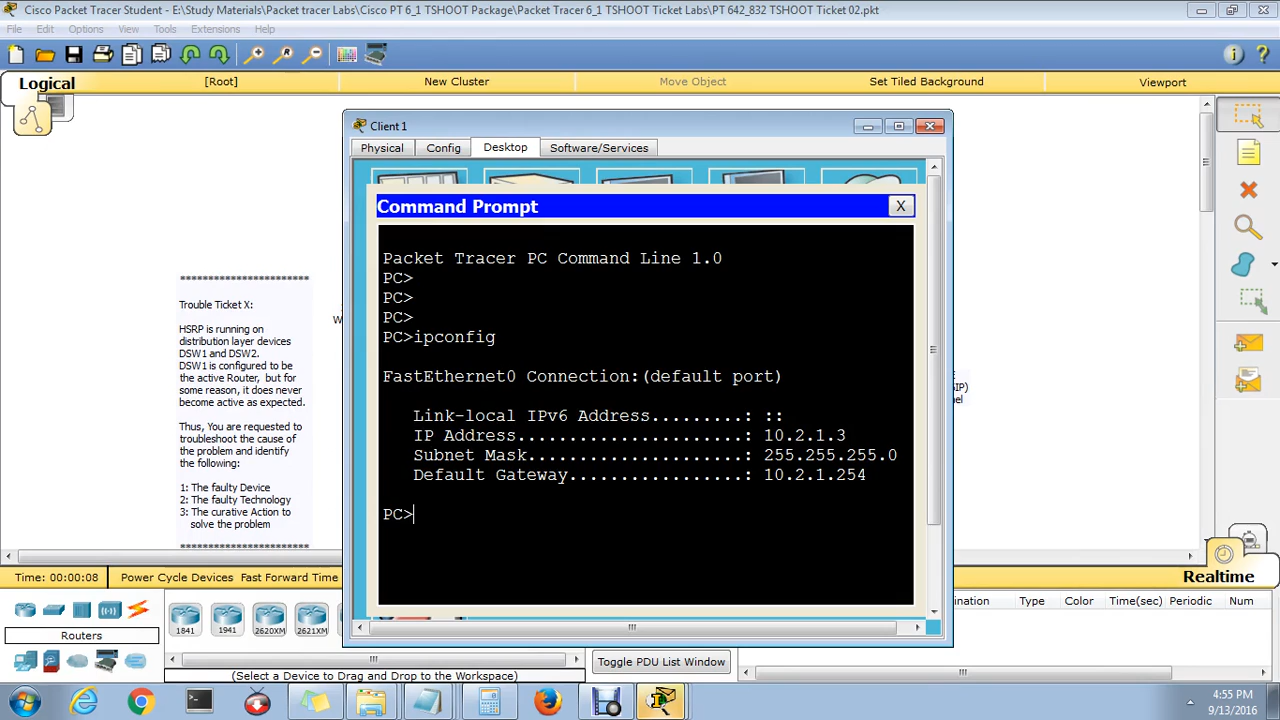 Cisco Packet Tracer Student - E:\Study Materials\Packet tracer Labs\Cisco PT 6_1 TSHOOT Package\Packet Tracer 6_1 TSHOOT Ticket Labs\PT 642_832 TSHOOT Ticket 02.pkt
File Edit Options View Tools Extensions Help
Logical [Root] New Cluster Move Object Set Tiled Background Viewport
Client1
Physical Config Desktop Software/Services
Command Prompt X
Packet Tracer PC Command Line 1.0
PC>
PC>
PC>
PC>ipconfig
FastEthernet0 Connection:(default port)
Link-local IPv6 Address.........: ::
IP Address......................: 10.2.1.3
Subnet Mask.....................: 255.255.255.0
Default Gateway.................: 10.2.1.254
PC>
**********************
Trouble Ticket X:
HSRP is running on
distribution layer devices
DSW1 and DSW2.
DSW1 is configured to be
the active Router, but for
some reason, it does never
become active as expected.
Thus, You are requested to
troubleshoot the cause of
the problem and identify
the following:
1: The faulty Device
2: The faulty Technology
3: The curative Action to
solve the problem
**********************
Time: 00:00:08 Power Cycle Devices Fast Forward Time
Realtime
Routers
1841 1941 2620XM 2621XM
(Select a Device to Drag and Drop to the Workspace)
Toggle PDU List Window
Type Color Time(sec) Periodic Num
4:55 PM
9/13/2016